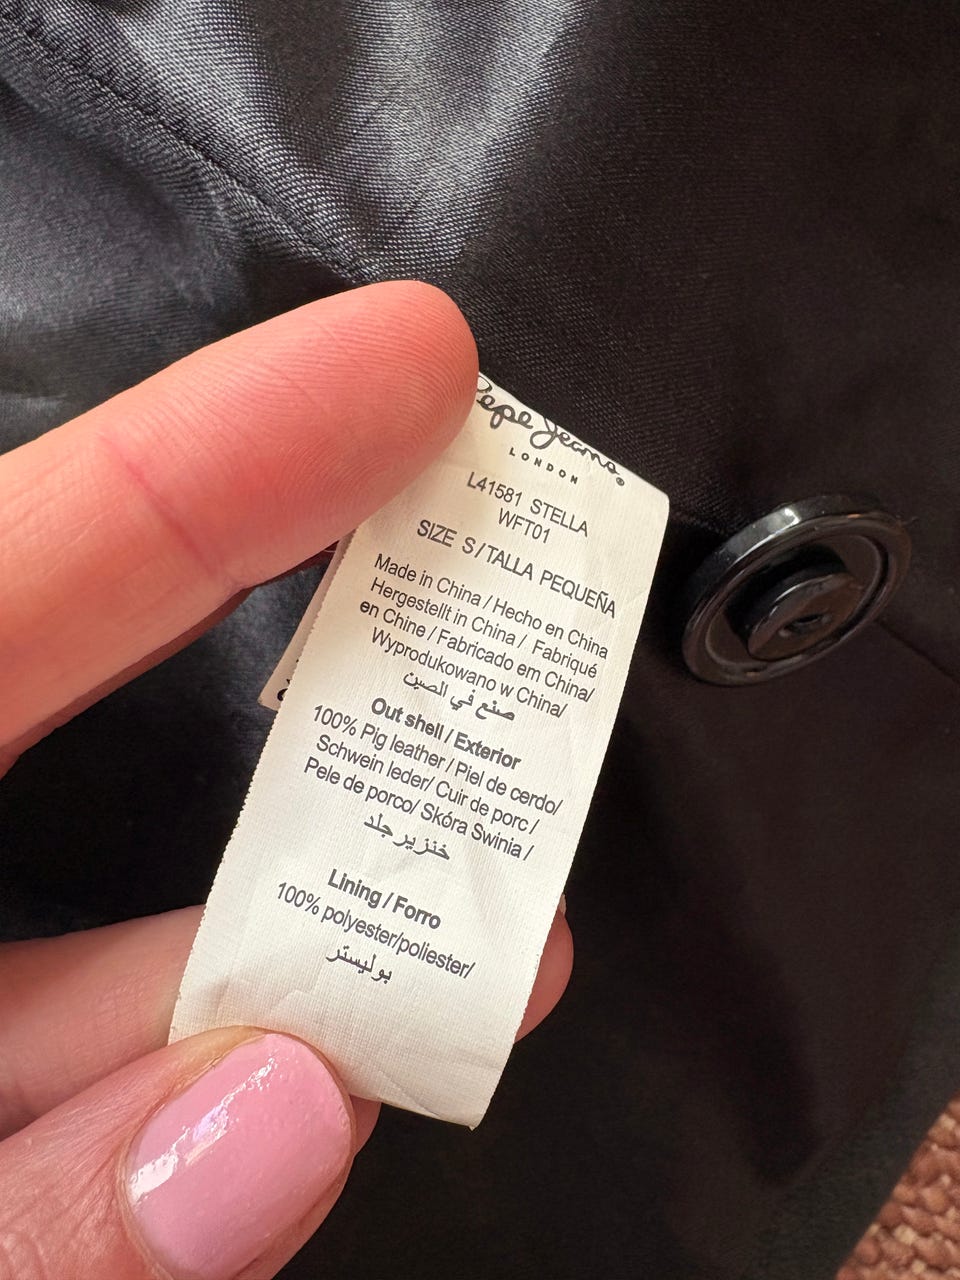 Pepe Jeans®
LONDON
L41581 STELLA
WFT01
SIZE S/TALLA PEQUEÑA
Made in China / Hecho en China
Hergestellt in China / Fabriqué
en Chine / Fabricado em China/
Wyprodukowano w China/
صنع في الصين
Out shell / Exterior
100% Pig leather / Piel de cerdo/
Schwein leder/ Cuir de porc /
Pele de porco/ Skóra Swinia /
خنزير جلد
Lining / Forro
100% polyester/poliester/
بوليستر